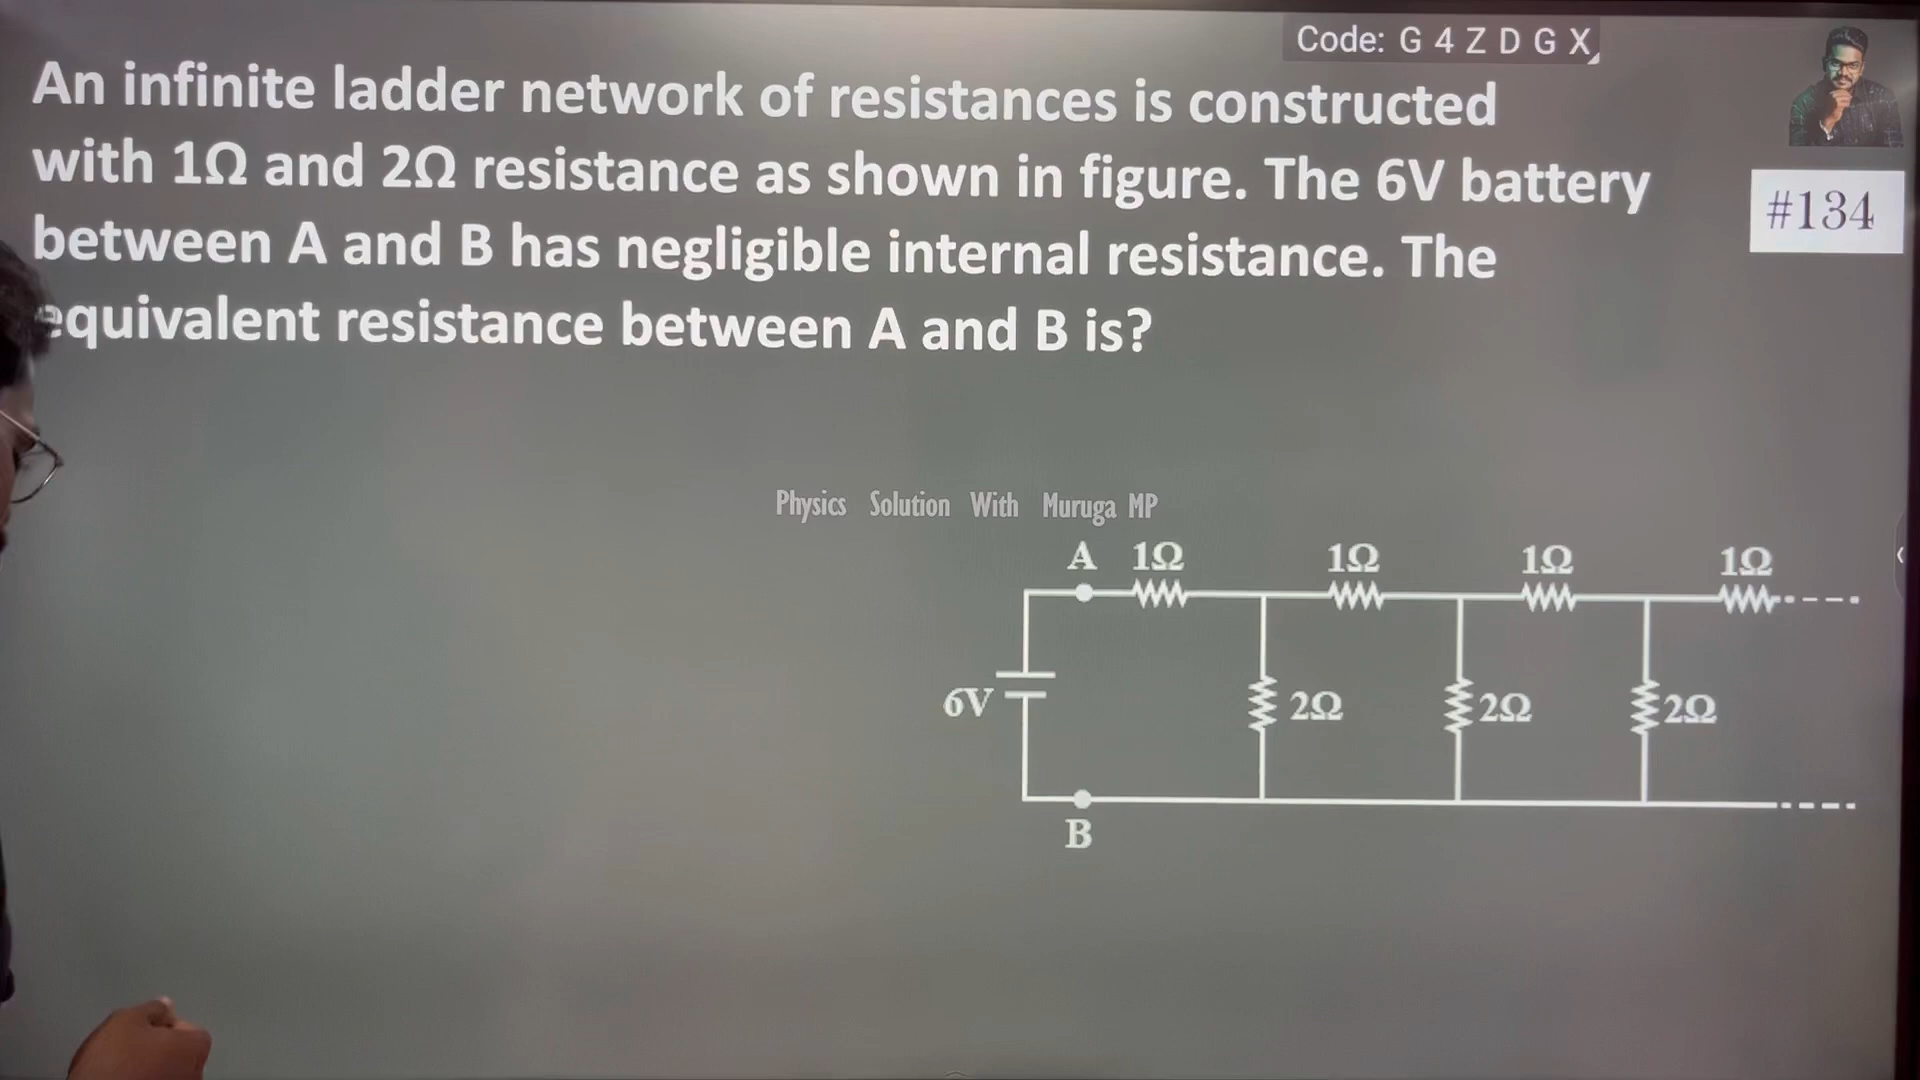 Code: G 4 Z D G X
An infinite ladder network of resistances is constructed
with 1Ω and 2Ω resistance as shown in figure. The 6V battery
#134
between A and B has negligible internal resistance. The
equivalent resistance between A and B is?
Physics Solution With Muruga MP
A 1Ω 1Ω 1Ω 1Ω
6V 2Ω 2Ω 2Ω
B